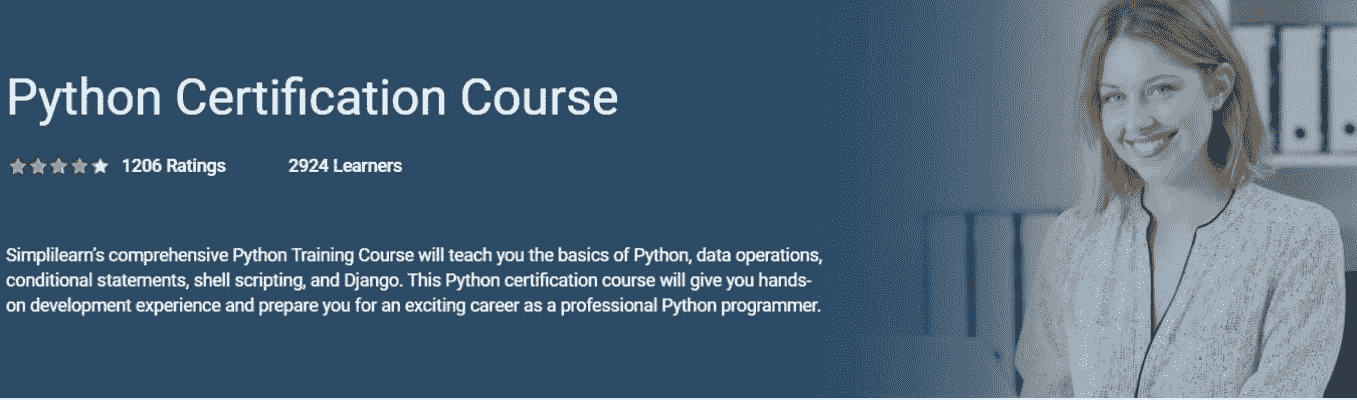 Python Certification Course
1206 Ratings 2924 Learners
Simplilearn's comprehensive Python Training Course will teach you the basics of Python, data operations,
conditional statements, shell scripting, and Django. This Python certification course will give you hands-
on development experience and prepare you for an exciting career as a professional Python programmer.